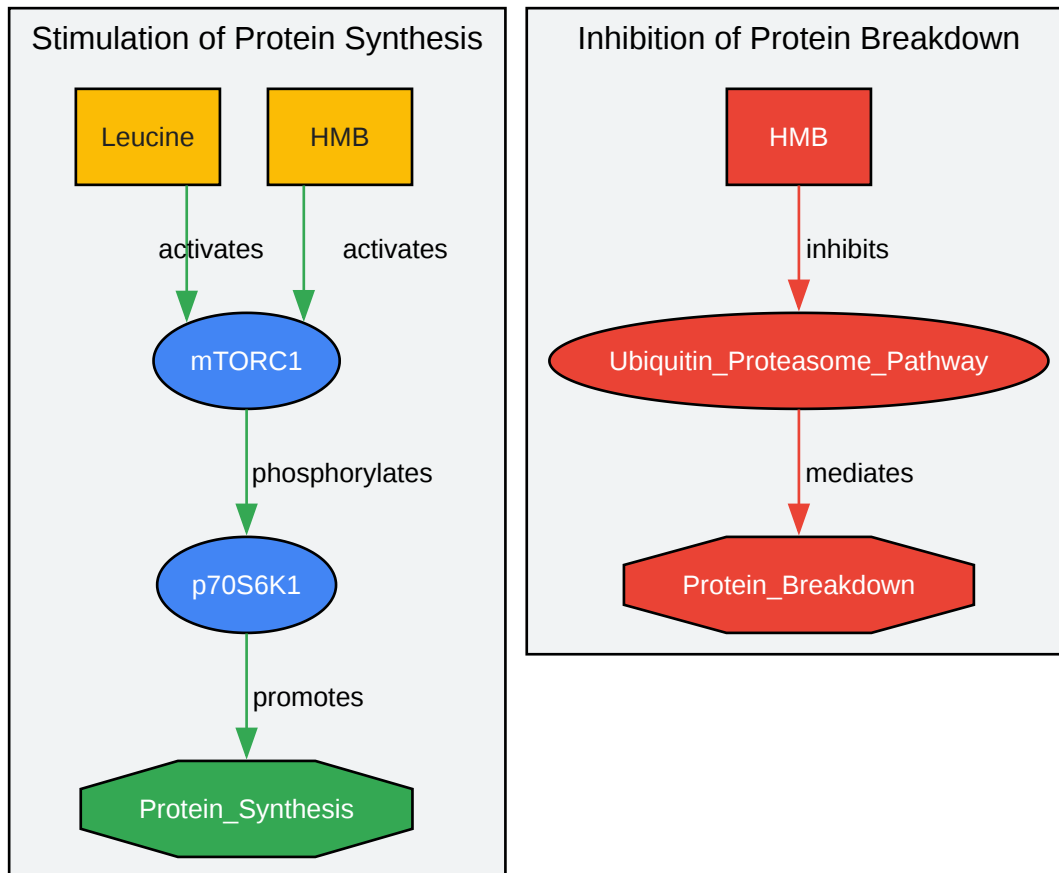 Stimulation of Protein Synthesis
Leucine
HMB
activates
activates
mTORC1
phosphorylates
p70S6K1
promotes
Protein_Synthesis
Inhibition of Protein Breakdown
HMB
inhibits
Ubiquitin_Proteasome_Pathway
mediates
Protein_Breakdown